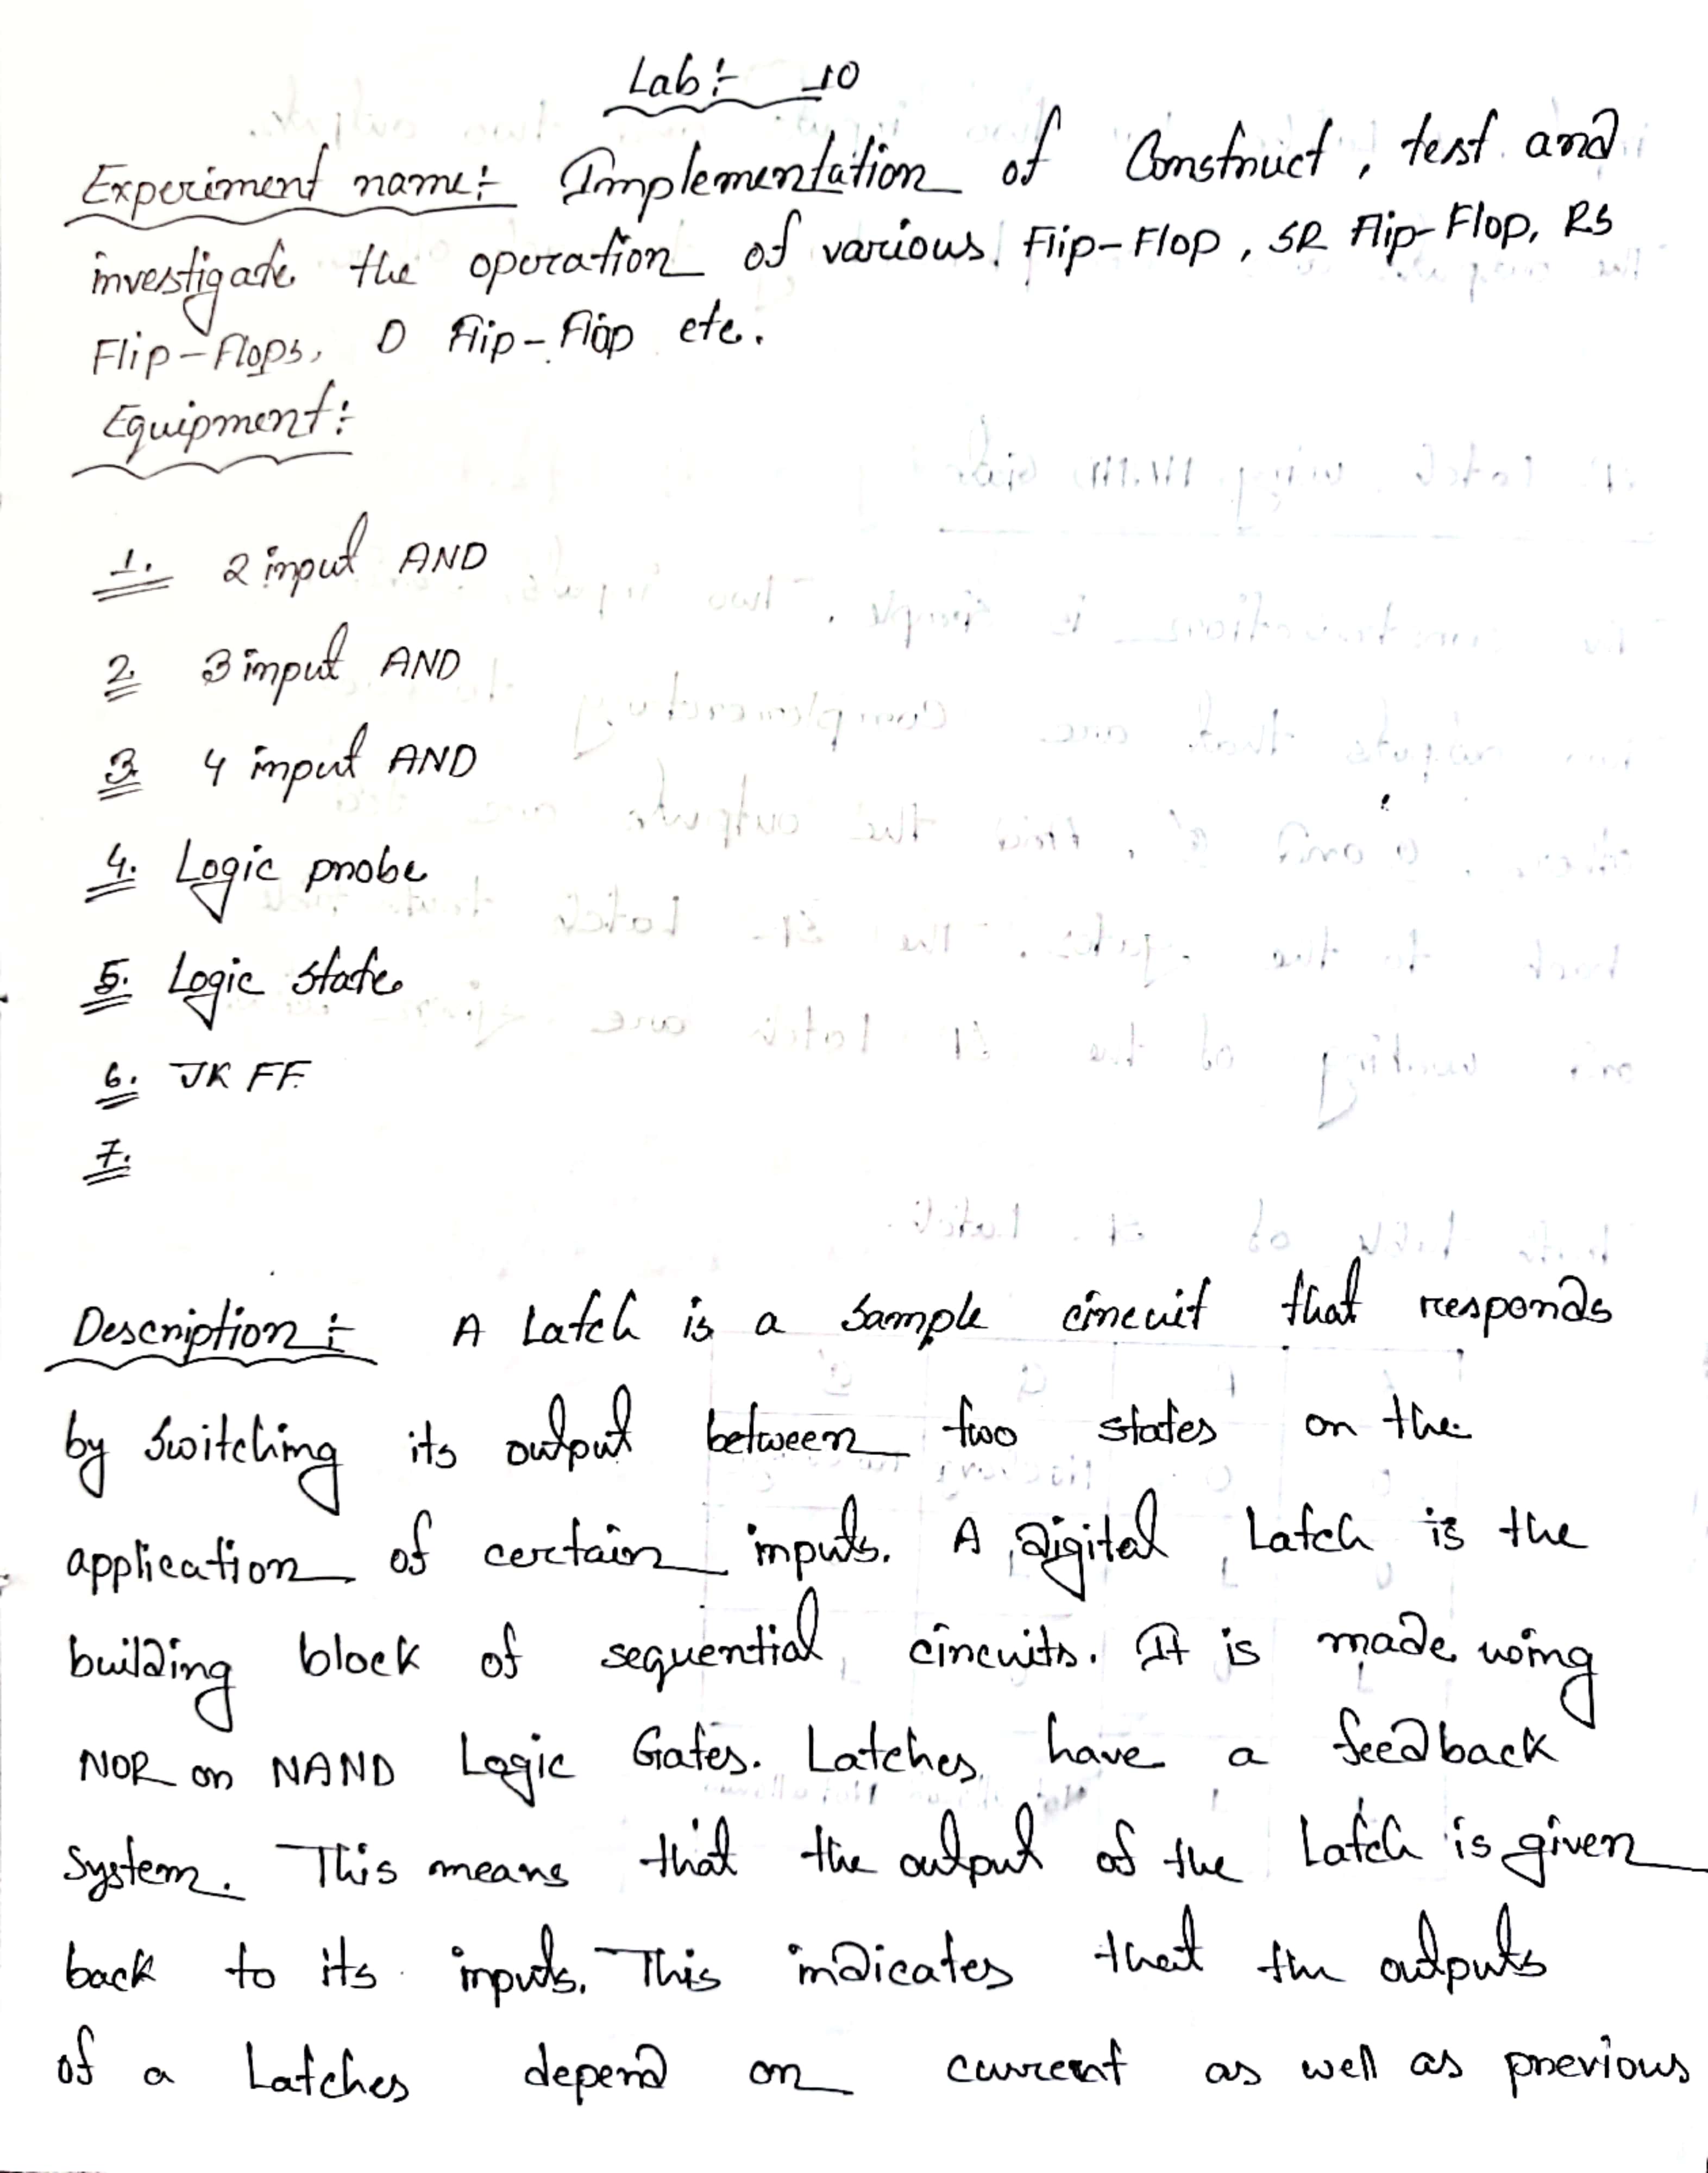 Lab:- 10
Experiment name:- Implementation of Construct, test and
investigate the operation of various Flip-Flop, SR Flip-Flop, RS
Flip-Flops, D Flip-Flop etc.
Equipment:-
1. 2 input AND
2. 3 input AND
3. 4 input AND
4. Logic probe
5. Logic state
6. JK FF.
7.
Description:- A Latch is a sample circuit that responds
by switching its output between two states on the
application of certain inputs. A Digital Latch is the
building block of sequential circuits. It is made using
NOR or NAND Logic Gates. Latches have a feedback
system. This means that the output of the Latch is given
back to its inputs. This indicates that the outputs
of a Latches depend on current as well as previous